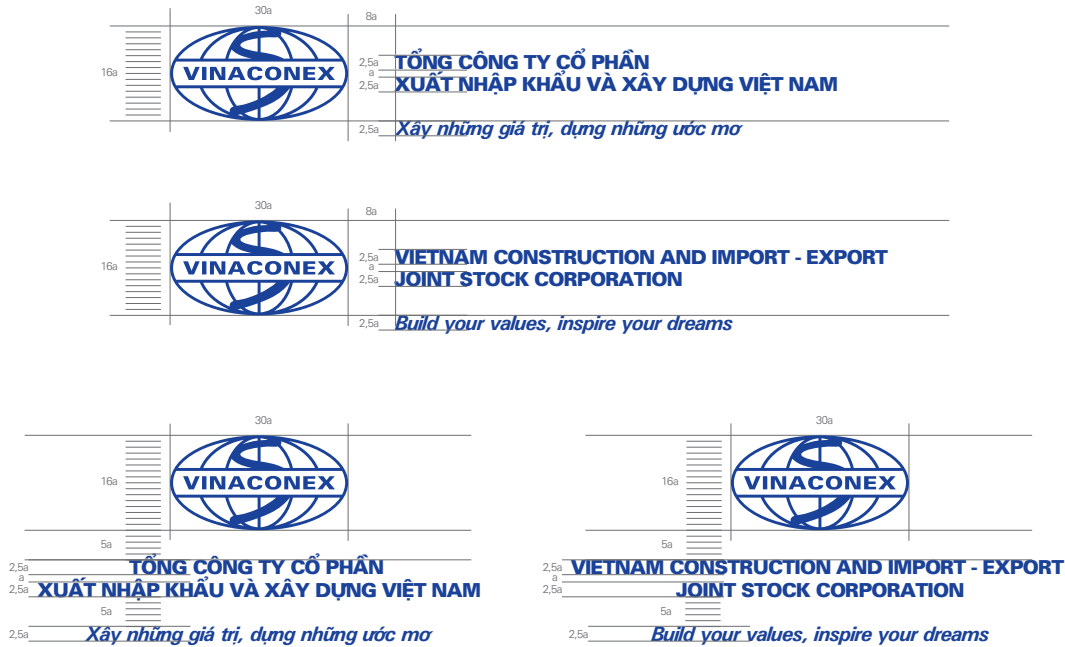 30a
8a
16a
VINACONEX
2,5a
a
2,5a
TỔNG CÔNG TY CỔ PHẦN
XUẤT NHẬP KHẨU VÀ XÂY DỰNG VIỆT NAM
2,5a
Xây những giá trị, dựng những ước mơ
30a
8a
16a
VINACONEX
2,5a
a
2,5a
VIETNAM CONSTRUCTION AND IMPORT - EXPORT
JOINT STOCK CORPORATION
2,5a
Build your values, inspire your dreams
30a
16a
VINACONEX
5a
2,5a
a
2,5a
TỔNG CÔNG TY CỔ PHẦN
XUẤT NHẬP KHẨU VÀ XÂY DỰNG VIỆT NAM
5a
2,5a
Xây những giá trị, dựng những ước mơ
30a
16a
VINACONEX
5a
2,5a
a
2,5a
VIETNAM CONSTRUCTION AND IMPORT - EXPORT
JOINT STOCK CORPORATION
5a
2,5a
Build your values, inspire your dreams